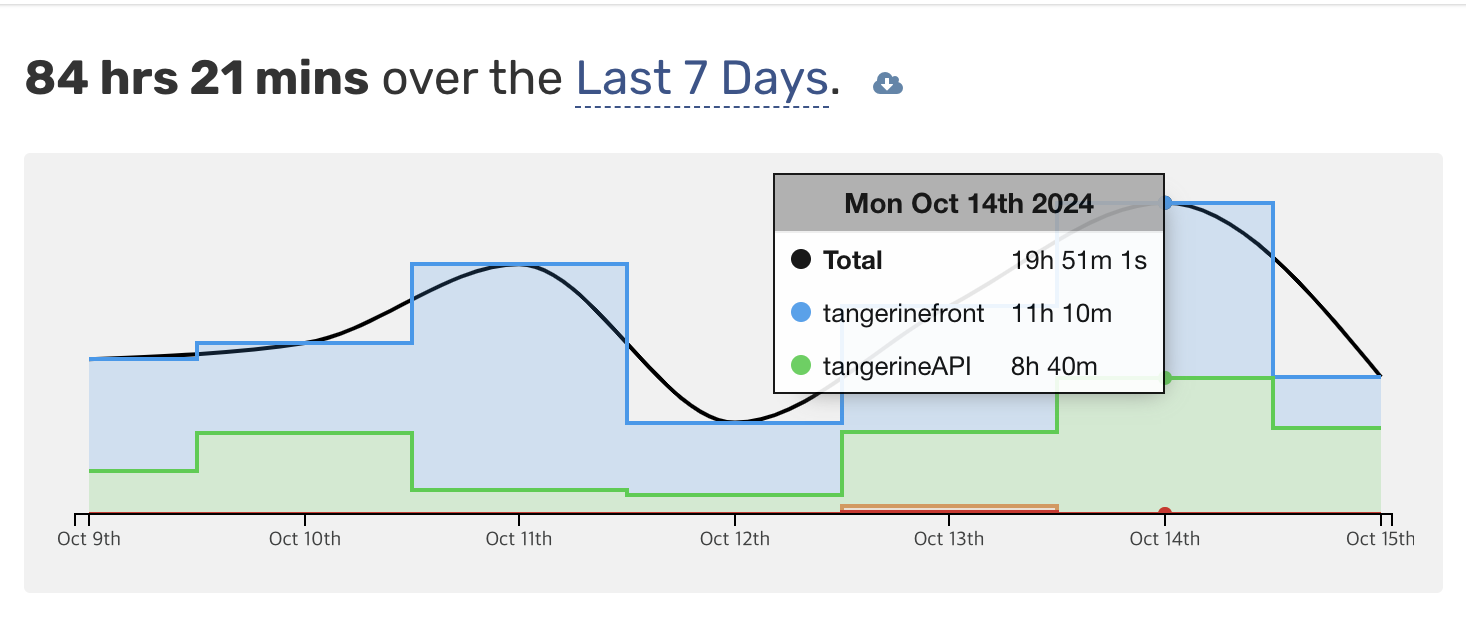 84 hrs 21 mins over the Last 7 Days.
Mon Oct 14th 2024
Total 19h 51m 1s
tangerinefront 11h 10m
tangerineAPI 8h 40m
Oct 9th Oct 10th Oct 11th Oct 12th Oct 13th Oct 14th Oct 15th